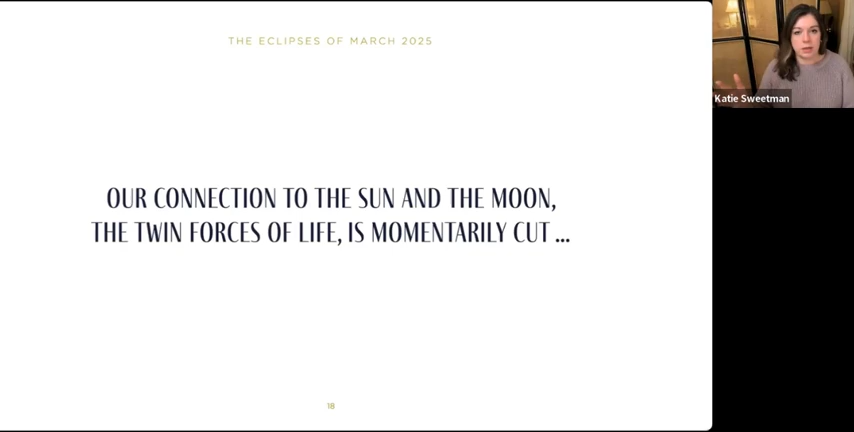 THE ECLIPSES OF MARCH 2025
OUR CONNECTION TO THE SUN AND THE MOON,
THE TWIN FORCES OF LIFE, IS MOMENTARILY CUT ...
18
Katie Sweetman